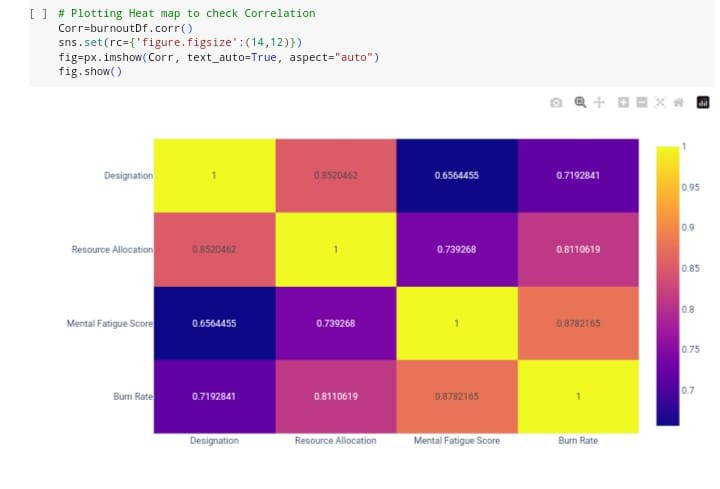 [ ] # Plotting Heat map to check Correlation
Corr=burnoutDf.corr()
sns.set(rc={'figure.figsize':(14,12)})
fig=px.imshow(Corr, text_auto=True, aspect="auto")
fig.show()
Designation 1 0.8520462 0.6564455 0.7192841
Resource Allocation 0.8520462 1 0.739268 0.8110619
Mental Fatigue Score 0.6564455 0.739268 1 0.8782165
Burn Rate 0.7192841 0.8110619 0.8782165 1
Designation Resource Allocation Mental Fatigue Score Burn Rate
1
0.95
0.9
0.85
0.8
0.75
0.7